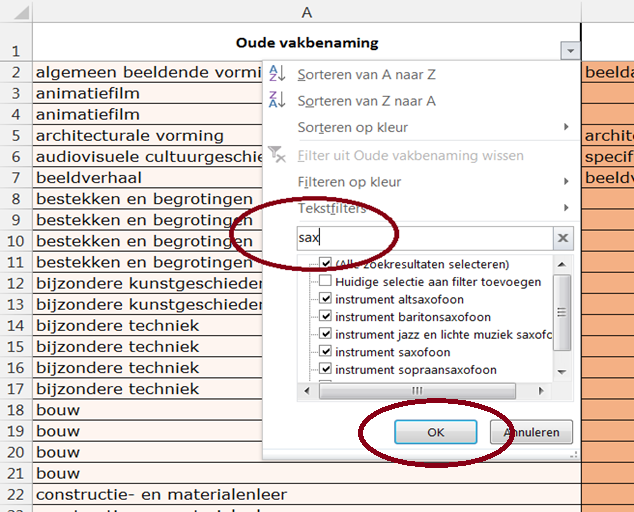 A
1 Oude vakbenaming
2 algemeen beeldende vormi beelda
3 animatiefilm
4 animatiefilm
5 architecturale vorming archite
6 audiovisuele cultuurgeschie specif
7 beeldverhaal beeldv
8 bestekken en begrotingen
9 bestekken en begrotingen
10 bestekken en begrotingen
11 bestekken en begrotingen
12 bijzondere kunstgeschieden
13 bijzondere kunstgeschieden
14 bijzondere techniek
15 bijzondere techniek
16 bijzondere techniek
17 bijzondere techniek
18 bouw
19 bouw
20 bouw
21 bouw
22 constructie- en materialenleer
Sorteren van A naar Z
Sorteren van Z naar A
Sorteren op kleur
Filter uit Oude vakbenaming wissen
Filteren op kleur
Tekstfilters
sax
(Alle zoekresultaten selecteren)
Huidige selectie aan filter toevoegen
instrument altsaxofoon
instrument baritonsaxofoon
instrument jazz en lichte muziek saxofo
instrument saxofoon
instrument sopraansaxofoon
OK Annuleren